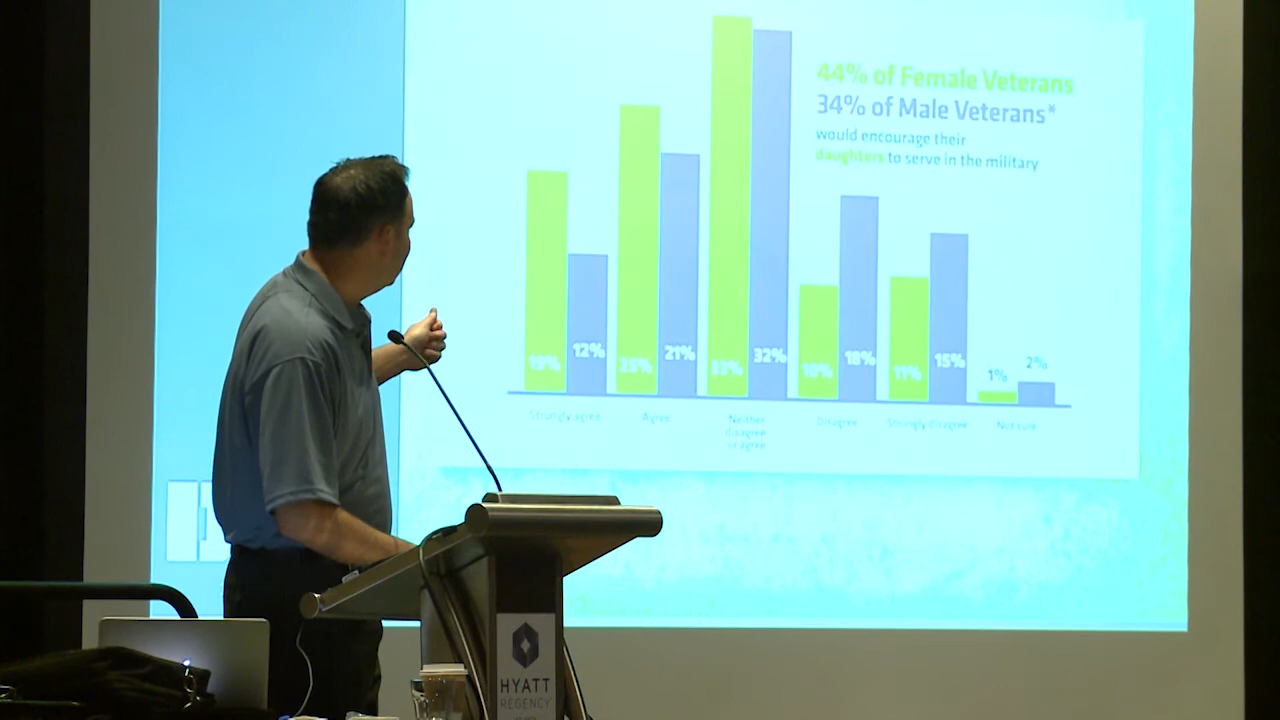 44% of Female Veterans
34% of Male Veterans*
would encourage their
daughters to serve in the military
19% 12% 25% 21% 33% 32% 10% 18% 11% 15% 1% 2%
Strongly agree Agree Neither Disagree Strongly disagree Not sure
disagree
or agree
HYATT
REGENCY